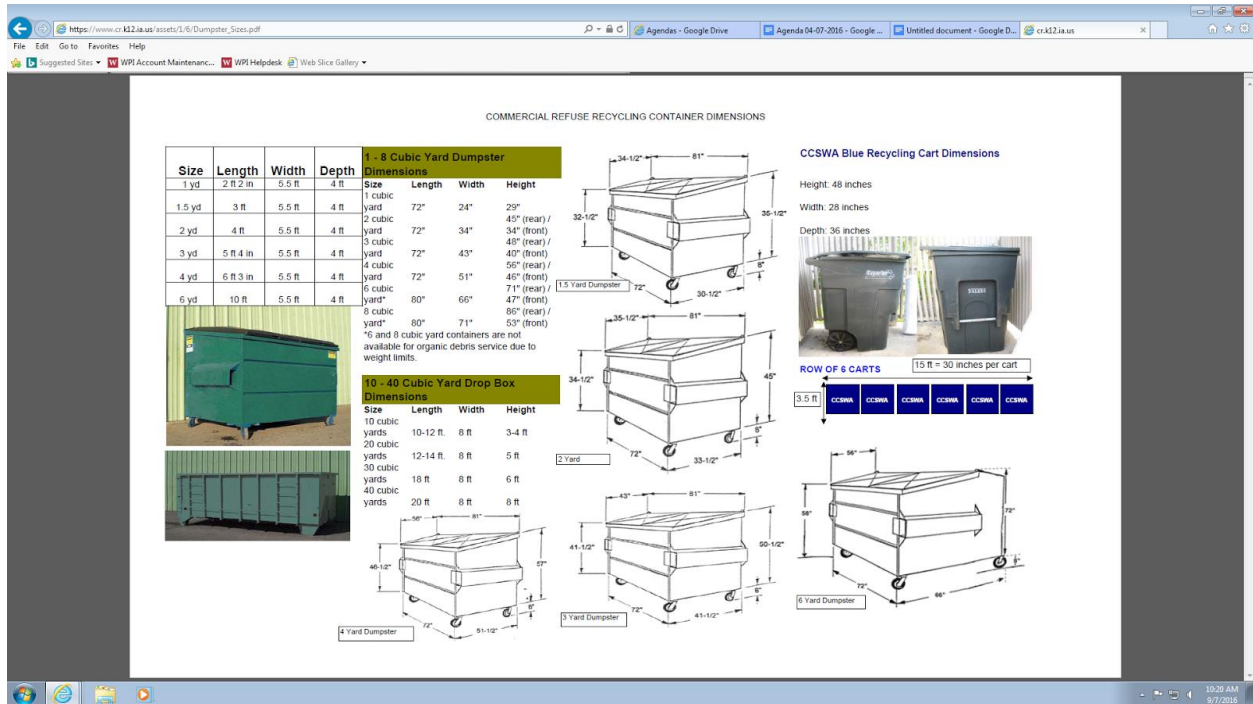 https://www.cr.k12.ia.us/assets/1/6/Dumpster_Sizes.pdf
Agendas - Google Drive
Agenda 04-07-2016 - Google ...
Untitled document - Google D...
cr.k12.ia.us
File Edit Go to Favorites Help
Suggested Sites
WPI Account Maintenanc...
WPI Helpdesk
Web Slice Gallery
COMMERCIAL REFUSE RECYCLING CONTAINER DIMENSIONS
Size Length Width Depth
1 yd 2 ft 2 in 5.5 ft 4 ft
1.5 yd 3 ft 5.5 ft 4 ft
2 yd 4 ft 5.5 ft 4 ft
3 yd 5 ft 4 in 5.5 ft 4 ft
4 yd 6 ft 3 in 5.5 ft 4 ft
6 yd 10 ft 5.5 ft 4 ft
1 - 8 Cubic Yard Dumpster
Dimensions
Size Length Width Height
1 cubic
yard 72" 24" 29"
2 cubic 45" (rear) /
yard 72" 34" 34" (front)
3 cubic 48" (rear) /
yard 72" 43" 40" (front)
4 cubic 56" (rear) /
yard 72" 51" 46" (front)
6 cubic 71" (rear) /
yard* 80" 66" 47" (front)
8 cubic 86" (rear) /
yard* 80" 71" 53" (front)
*6 and 8 cubic yard containers are not
available for organic debris service due to
weight limits.
10 - 40 Cubic Yard Drop Box
Dimensions
Size Length Width Height
10 cubic
yards 10-12 ft. 8 ft 3-4 ft
20 cubic
yards 12-14 ft. 8 ft 5 ft
30 cubic
yards 18 ft 8 ft 6 ft
40 cubic
yards 20 ft 8 ft 8 ft
56" 81"
46-1/2"
57"
6"
72"
51-1/2"
4 Yard Dumpster
34-1/2" 81"
32-1/2"
35-1/2"
8"
72"
30-1/2"
1.5 Yard Dumpster
35-1/2" 81"
34-1/2"
45"
72"
33-1/2"
2 Yard
43" 81"
41-1/2"
50-1/2"
72"
41-1/2"
3 Yard Dumpster
CCSWA Blue Recycling Cart Dimensions
Height: 48 inches
Width: 28 inches
Depth: 36 inches
ROW OF 6 CARTS
15 ft = 30 inches per cart
3.5 ft
CCSWA CCSWA CCSWA CCSWA CCSWA CCSWA
56"
58"
72"
72"
66"
6 Yard Dumpster
10:20 AM
9/7/2016